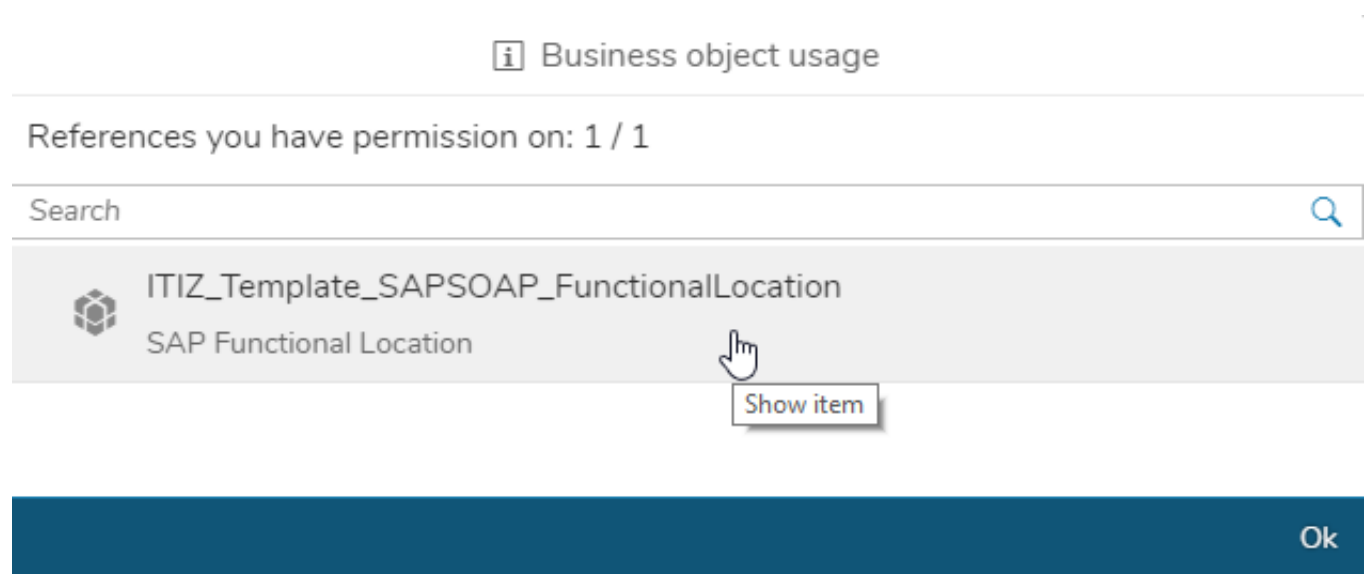 Business object usage
References you have permission on: 1 / 1
Search
ITIZ_Template_SAPSOAP_FunctionalLocation
SAP Functional Location
Show item
Ok